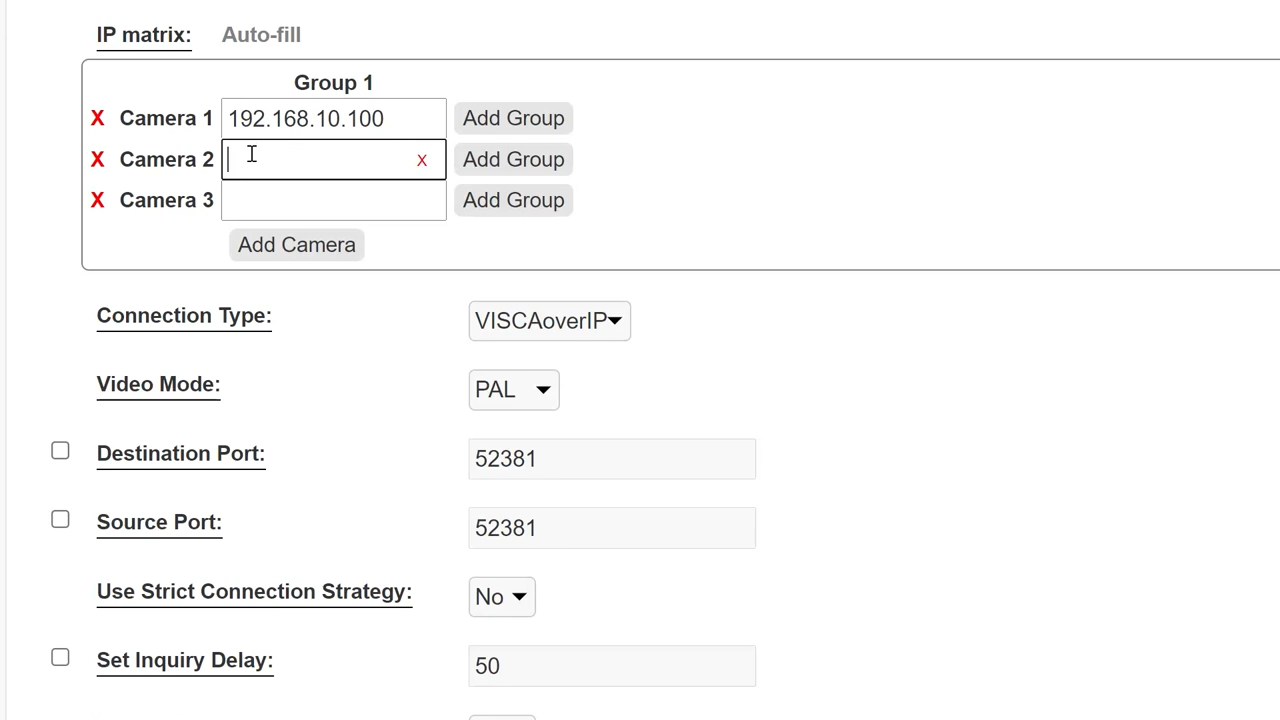 IP matrix: Auto-fill
Group 1
X Camera 1 192.168.10.100 Add Group
X Camera 2 x Add Group
X Camera 3 Add Group
Add Camera
Connection Type: VISCAoverIP
Video Mode: PAL
Destination Port: 52381
Source Port: 52381
Use Strict Connection Strategy: No
Set Inquiry Delay: 50